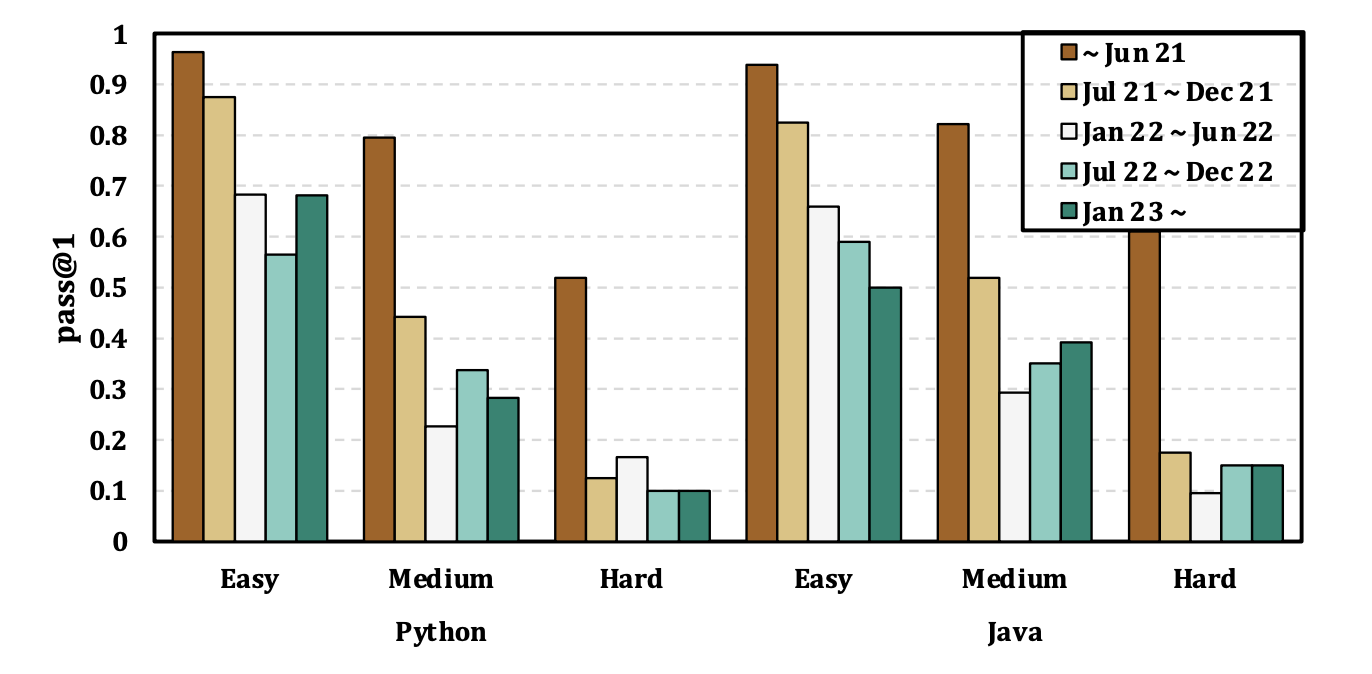 pass@1
1
0.9
0.8
0.7
0.6
0.5
0.4
0.3
0.2
0.1
0
~ Jun 21
Jul 21 ~ Dec 21
Jan 22 ~ Jun 22
Jul 22 ~ Dec 22
Jan 23 ~
Easy Medium Hard Easy Medium Hard
Python Java